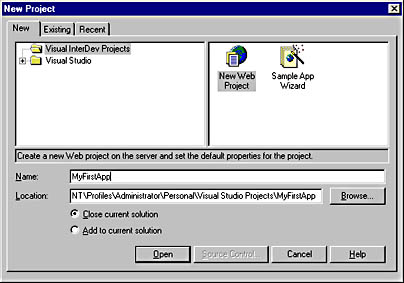 New Project
New
Existing
Recent
Visual InterDev Projects
Visual Studio
New Web
Project
Sample App
Wizard
Create a new Web project on the server and set the default properties for the project.
Name:
MyFirstApp
Location:
NT\Profiles\Administrator\Personal\Visual Studio Projects\MyFirstApp
Browse...
Close current solution
Add to current solution
Open
Source Control...
Cancel
Help